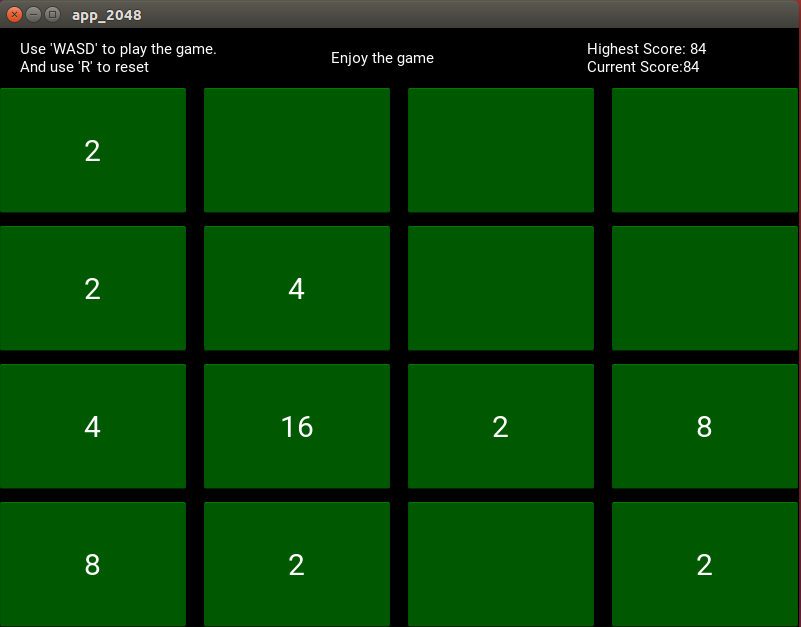 app_2048
Use 'WASD' to play the game.
And use 'R' to reset
Enjoy the game
Highest Score: 84
Current Score:84
2
2 4
4 16 2 8
8 2 2